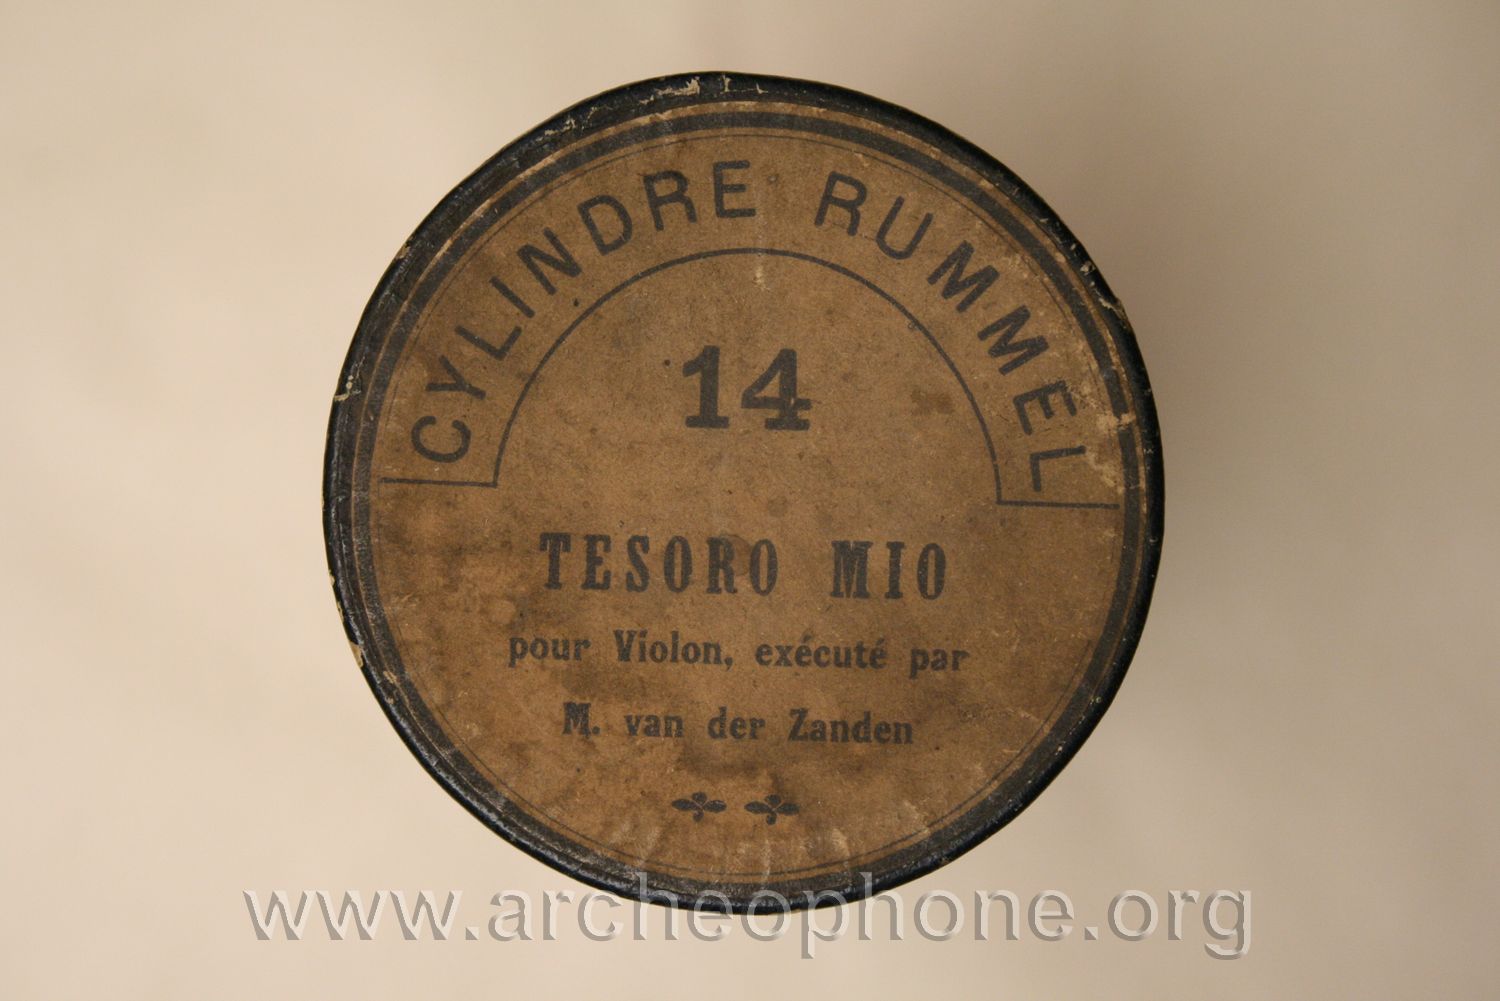 CYLINDRE RUMMEL
14
TESORO MIO
pour Violon, exécuté par
M. van der Zanden
www.archeophone.org